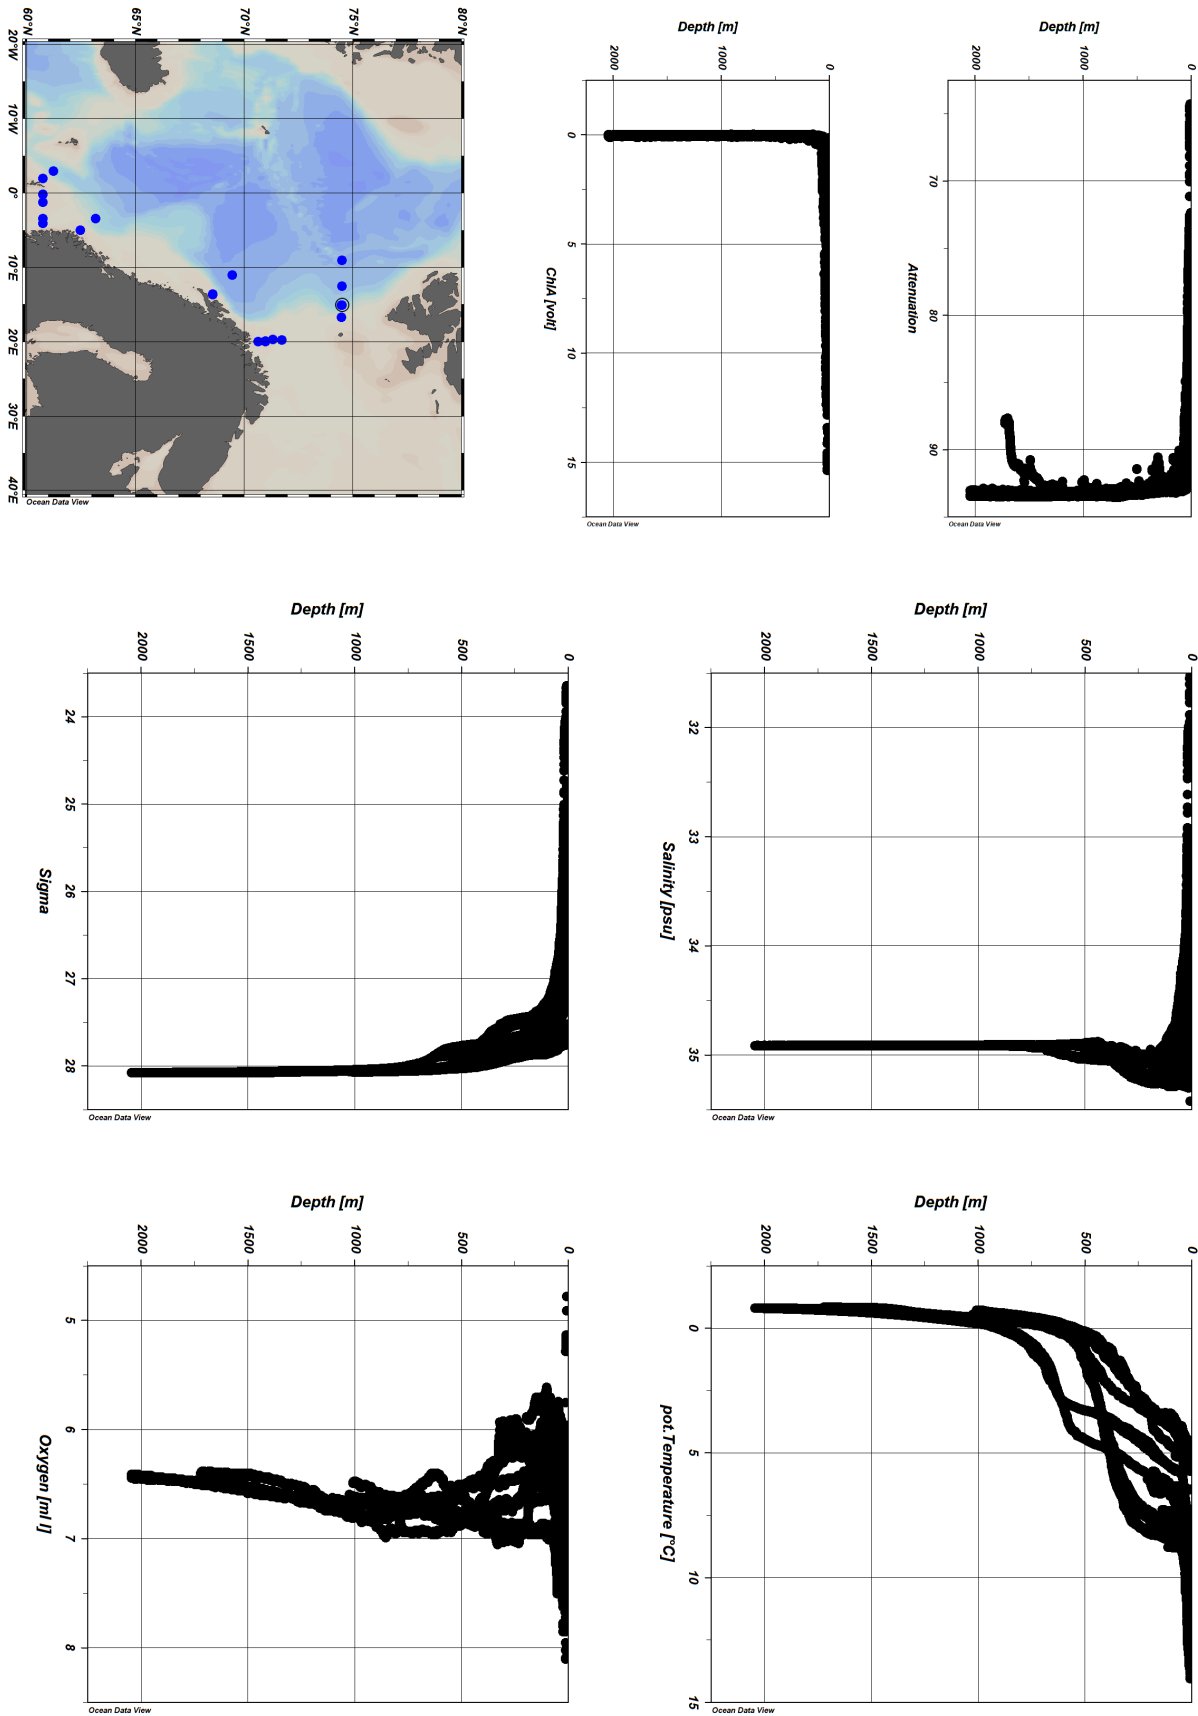 Depth [m]
0
1000
2000
70
80
90
Attenuation
Ocean Data View
Depth [m]
0
500
1000
1500
2000
32
33
34
35
Salinity [psu]
Ocean Data View
Depth [m]
0
500
1000
1500
2000
0
5
10
15
pot.Temperature [°C]
Ocean Data View
Depth [m]
0
1000
2000
0
5
10
15
ChlA [volt]
Ocean Data View
80°N
75°N
70°N
65°N
60°N
20°W
10°W
0°
10°E
20°E
30°E
40°E
Ocean Data View
Depth [m]
0
500
1000
1500
2000
24
25
26
27
28
Sigma
Ocean Data View
Depth [m]
0
500
1000
1500
2000
5
6
7
8
Oxygen [ml l]
Ocean Data View